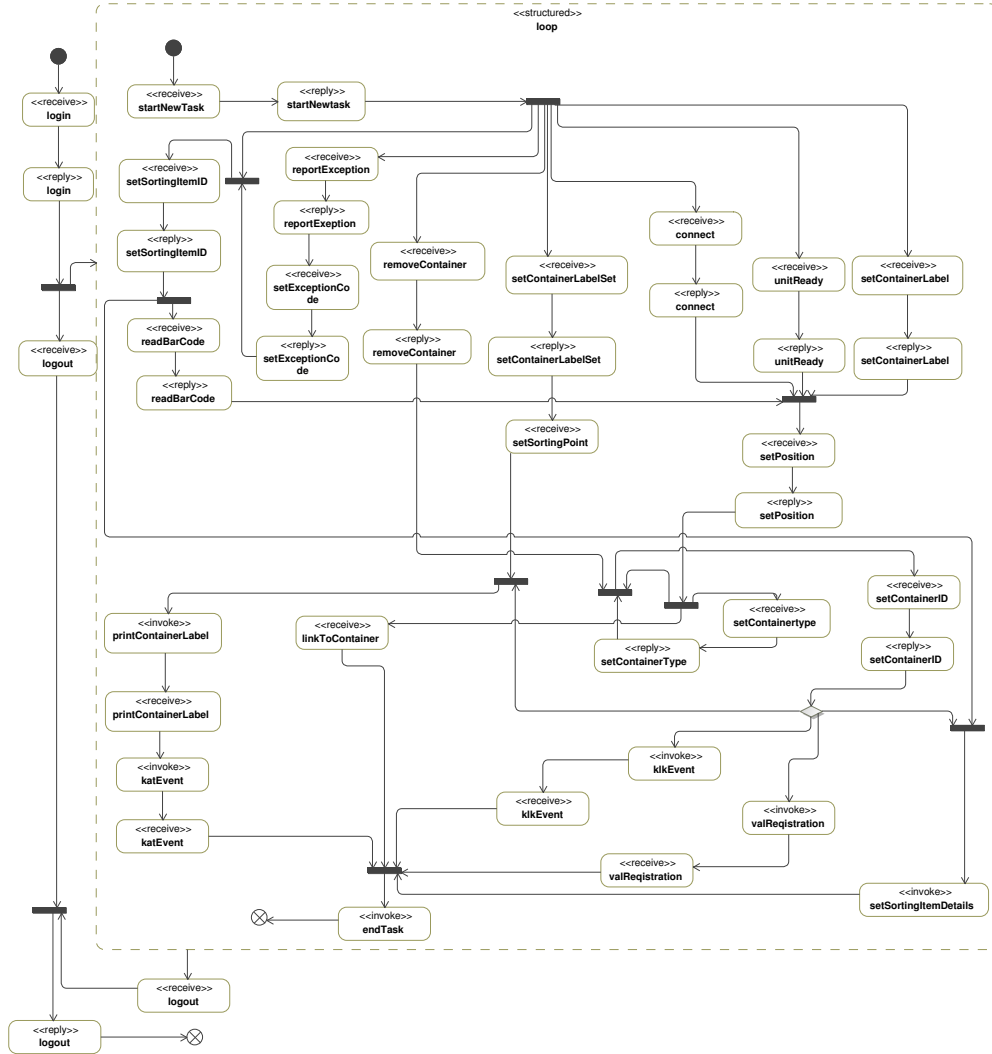 <<structured>>
loop
<<receive>>
login
<<reply>>
login
<<receive>>
logout
<<receive>>
startNewTask
<<reply>>
startNewtask
<<receive>>
setSortingItemID
<<reply>>
setSortingItemID
<<receive>>
readBarCode
<<reply>>
readBarCode
<<receive>>
reportException
<<reply>>
reportExeption
<<receive>>
setExceptionCo
de
<<reply>>
setExceptionCo
de
<<receive>>
removeContainer
<<reply>>
removeContainer
<<receive>>
setContainerLabelSet
<<reply>>
setContainerLabelSet
<<receive>>
setSortingPoint
<<receive>>
connect
<<reply>>
connect
<<receive>>
unitReady
<<reply>>
unitReady
<<receive>>
setContainerLabel
<<reply>>
setContainerLabel
<<receive>>
setPosition
<<reply>>
setPosition
<<receive>>
setContainerID
<<reply>>
setContainerID
<<receive>>
setContainertype
<<reply>>
setContainerType
<<receive>>
linkToContainer
<<invoke>>
printContainerLabel
<<receive>>
printContainerLabel
<<invoke>>
katEvent
<<receive>>
katEvent
<<invoke>>
klkEvent
<<receive>>
klkEvent
<<invoke>>
valReqistration
<<receive>>
valReqistration
<<invoke>>
setSortingItemDetails
<<invoke>>
endTask
<<receive>>
logout
<<reply>>
logout